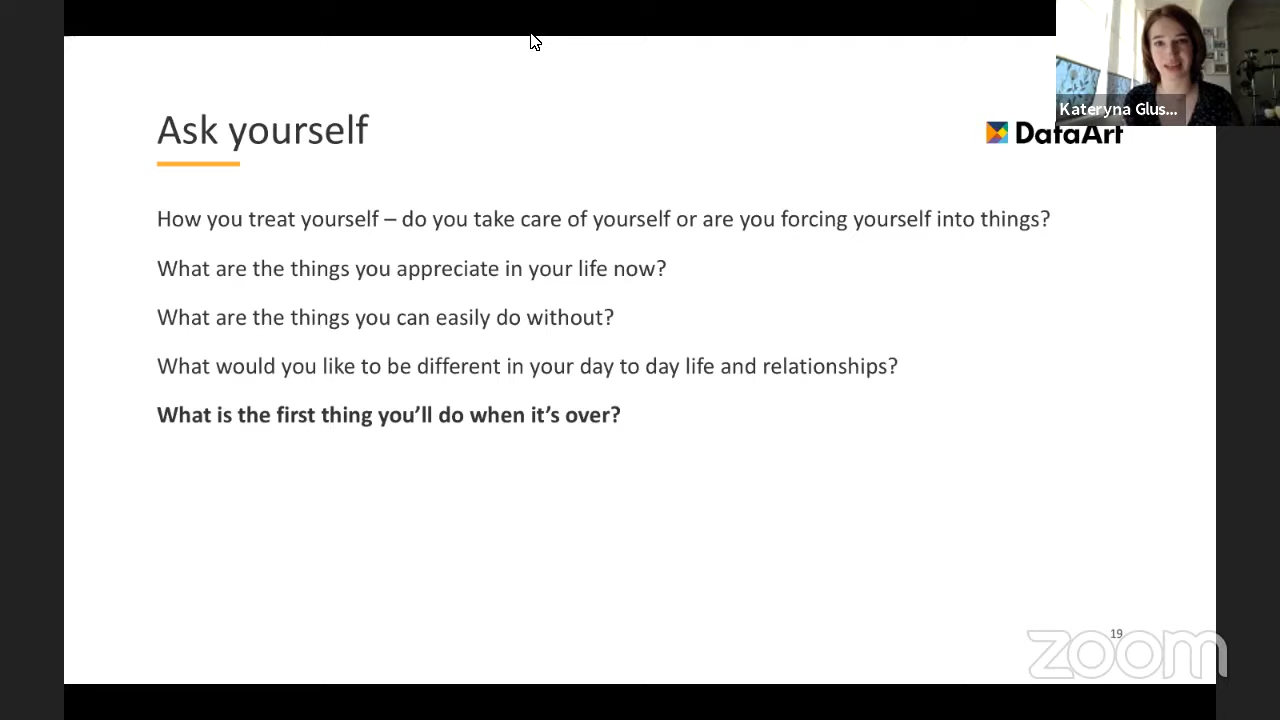 Kateryna Glus...
Ask yourself
DataArt
How you treat yourself – do you take care of yourself or are you forcing yourself into things?
What are the things you appreciate in your life now?
What are the things you can easily do without?
What would you like to be different in your day to day life and relationships?
What is the first thing you’ll do when it’s over?
19
zoom